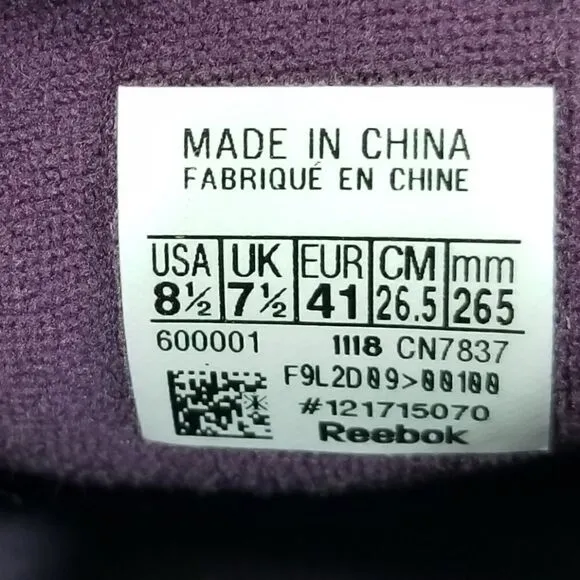 MADE IN CHINA
FABRIQUÉ EN CHINE
USA UK EUR CM mm
8½ 7½ 41 26.5 265
600001 1118 CN7837
F9L2D09>00100
#121715070
Reebok